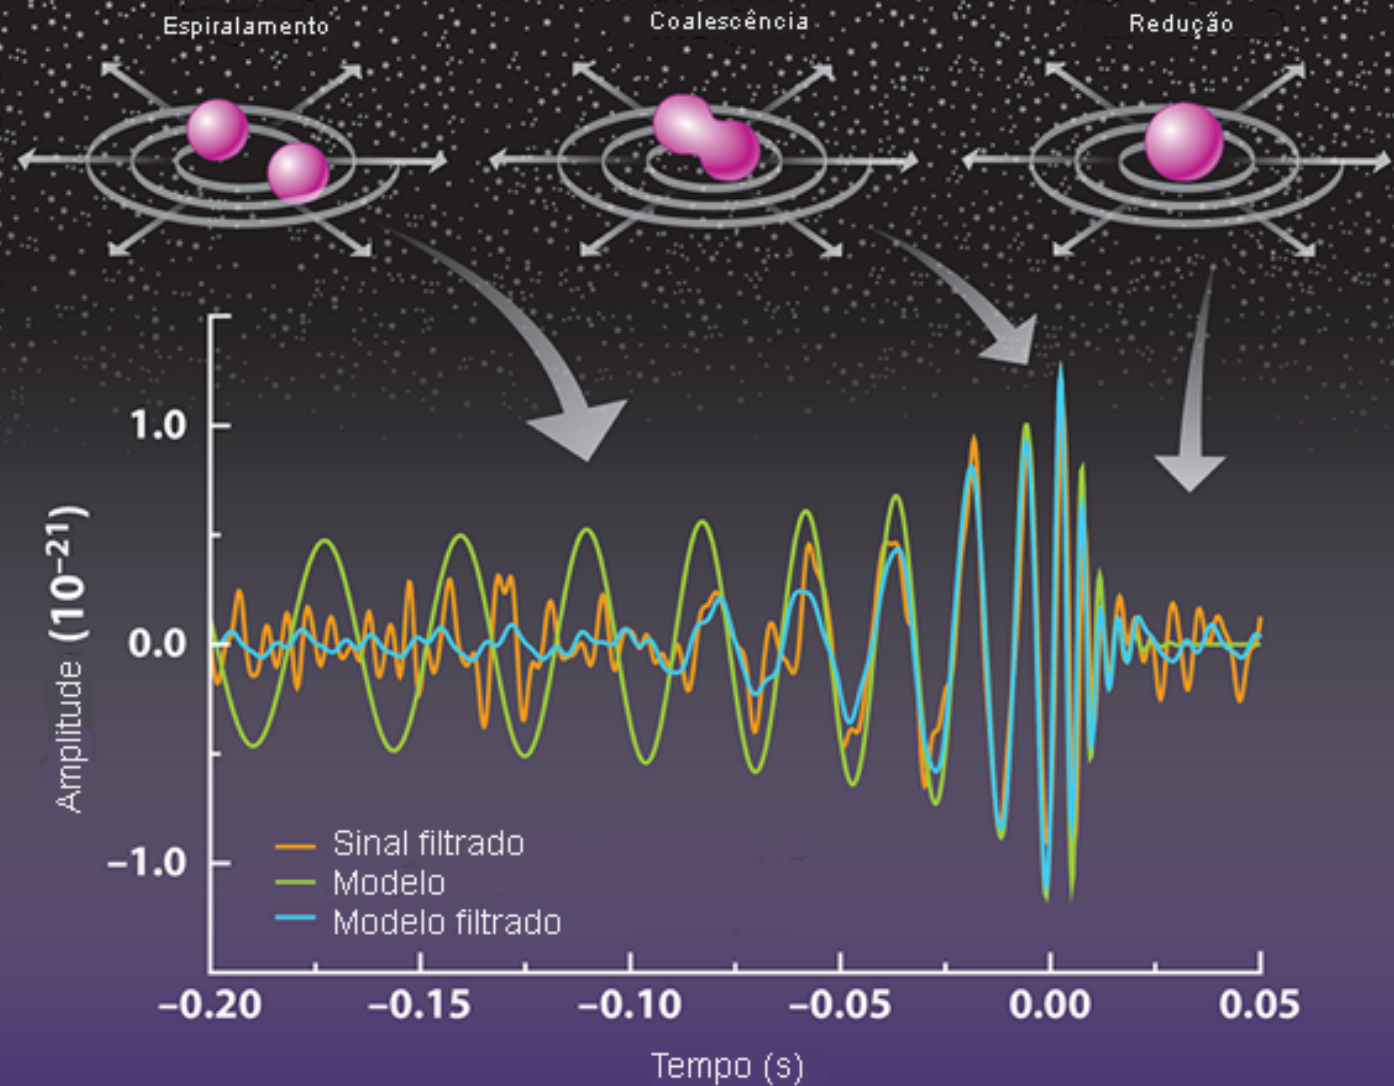 Espiralamento
Coalescência
Redução
Amplitude (10⁻²¹)
1.0
0.0
–1.0
Sinal filtrado
Modelo
Modelo filtrado
–0.20 –0.15 –0.10 –0.05 0.00 0.05
Tempo (s)